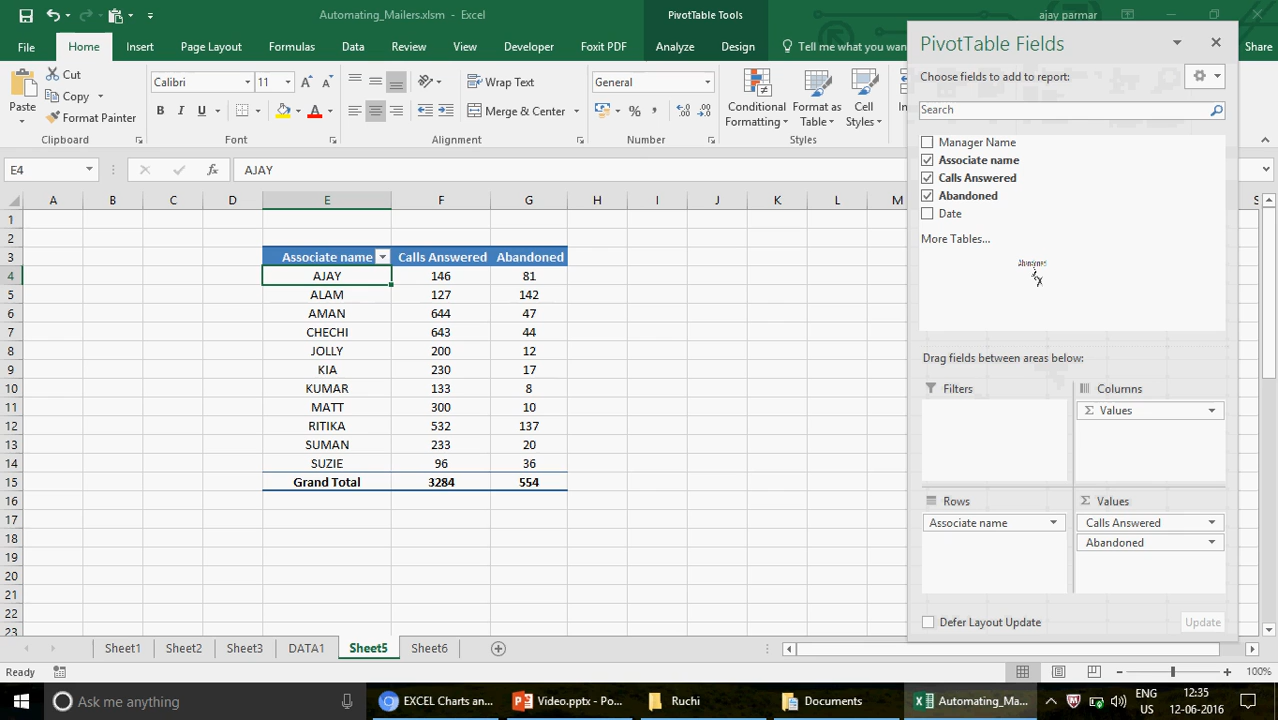 Automating_Mailers.xlsm - Excel
PivotTable Tools
ajay parmar
File Home Insert Page Layout Formulas Data Review View Developer Foxit PDF Analyze Design Tell me what you Share
PivotTable Fields
Choose fields to add to report:
Search
Manager Name
Associate name
Calls Answered
Abandoned
Date
More Tables...
Drag fields between areas below:
Filters
Columns
Σ Values
Rows
Associate name
Σ Values
Calls Answered
Abandoned
Defer Layout Update
Update
Paste
Cut
Copy
Format Painter
Clipboard
Calibri 11
B I U
Font
Wrap Text
Merge & Center
Alignment
General
%
Number
Conditional Formatting
Format as Table
Cell Styles
Styles
E4 fx AJAY
A B C D E F G H I J K L M S
1
2
3 Associate name Calls Answered Abandoned
4 AJAY 146 81
5 ALAM 127 142
6 AMAN 644 47
7 CHECHI 643 44
8 JOLLY 200 12
9 KIA 230 17
10 KUMAR 133 8
11 MATT 300 10
12 RITIKA 532 137
13 SUMAN 233 20
14 SUZIE 96 36
15 Grand Total 3284 554
16
17
18
19
20
21
22
23
Sheet1 Sheet2 Sheet3 DATA1 Sheet5 Sheet6
Ready
100%
Ask me anything
EXCEL Charts an...
Video.pptx - Po...
Ruchi
Documents
Automating_Ma...
ENG
US
12:35
12-06-2016